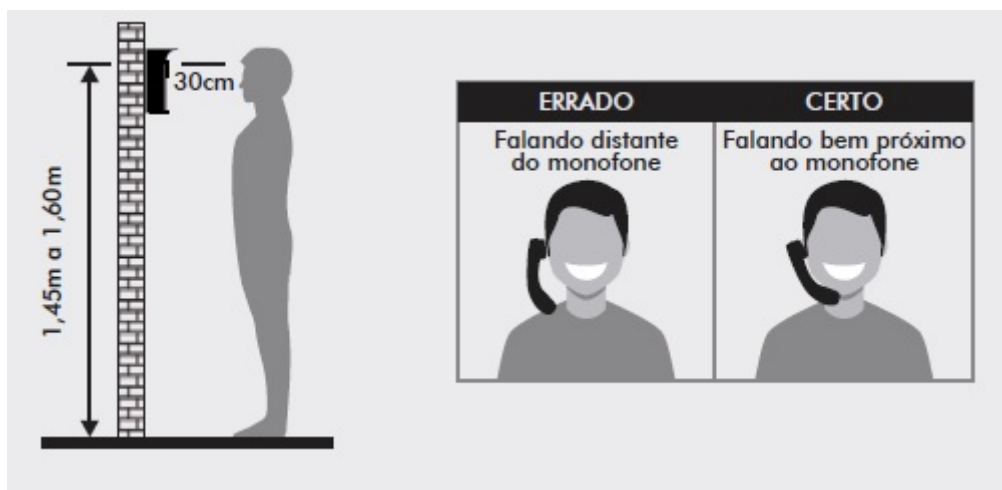 30cm
1,45m a 1,60m
ERRADO
Falando distante
do monofone
CERTO
Falando bem próximo
ao monofone